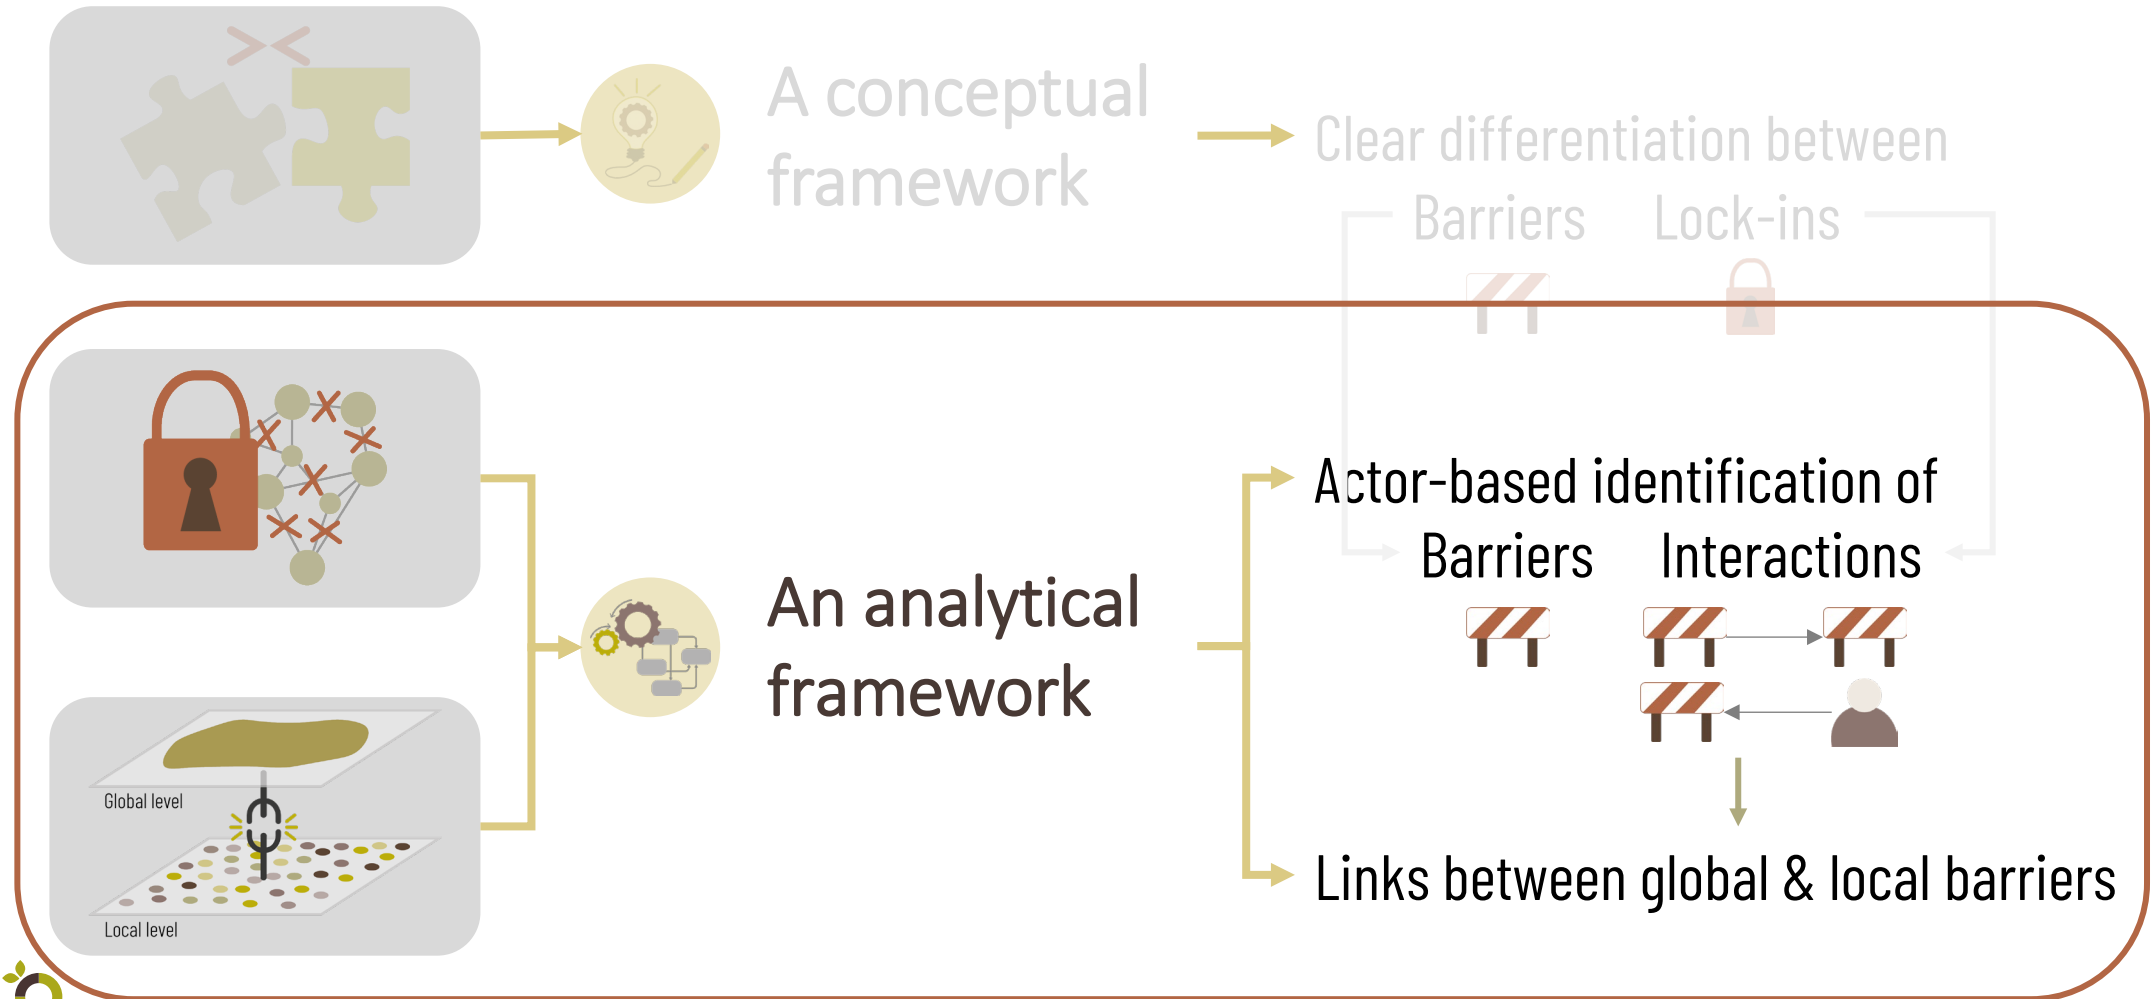 A conceptual
framework
Clear differentiation between
Barriers Lock-ins
Actor-based identification of
Barriers Interactions
An analytical
framework
Global level
Local level
Links between global & local barriers